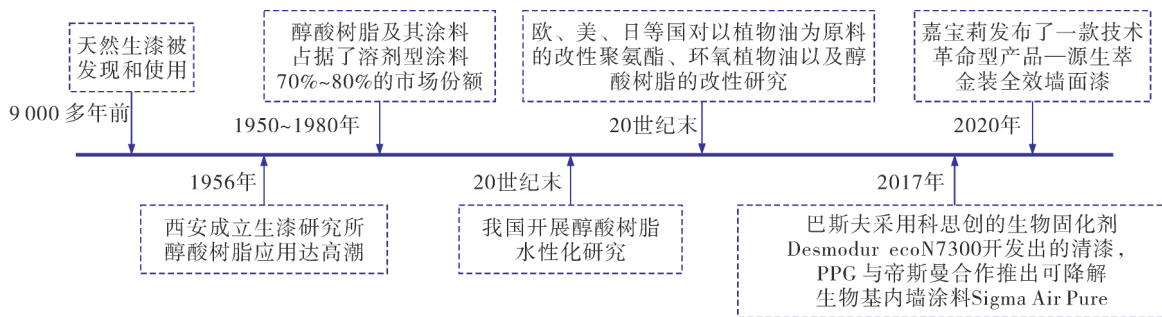 天然生漆被
发现和使用
9 000 多年前
醇酸树脂及其涂料
占据了溶剂型涂料
70%~80%的市场份额
1950~1980年
欧、美、日等国对以植物油为原料
的改性聚氨酯、环氧植物油以及醇
酸树脂的改性研究
20世纪末
嘉宝莉发布了一款技术
革命型产品—源生萃
金装全效墙面漆
2020年
1956年
西安成立生漆研究所
醇酸树脂应用达高潮
20世纪末
我国开展醇酸树脂
水性化研究
2017年
巴斯夫采用科思创的生物固化剂
Desmodur ecoN7300开发出的清漆,
PPG 与帝斯曼合作推出可降解
生物基内墙涂料Sigma Air Pure